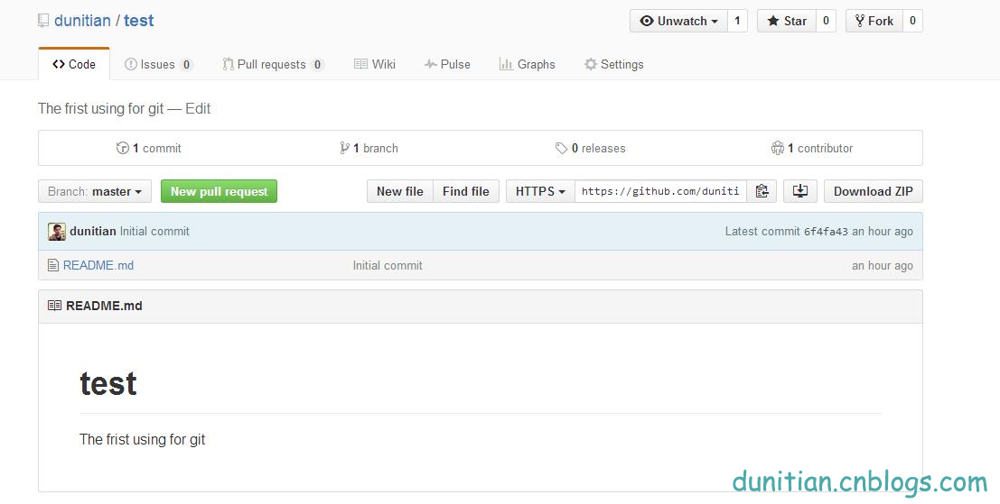 dunitian / test Unwatch 1 Star 0 Fork 0
Code Issues 0 Pull requests 0 Wiki Pulse Graphs Settings
The frist using for git — Edit
1 commit 1 branch 0 releases 1 contributor
Branch: master New pull request New file Find file HTTPS https://github.com/duniti Download ZIP
dunitian Initial commit Latest commit 6f4fa43 an hour ago
README.md Initial commit an hour ago
README.md
test
The frist using for git
dunitian.cnblogs.com